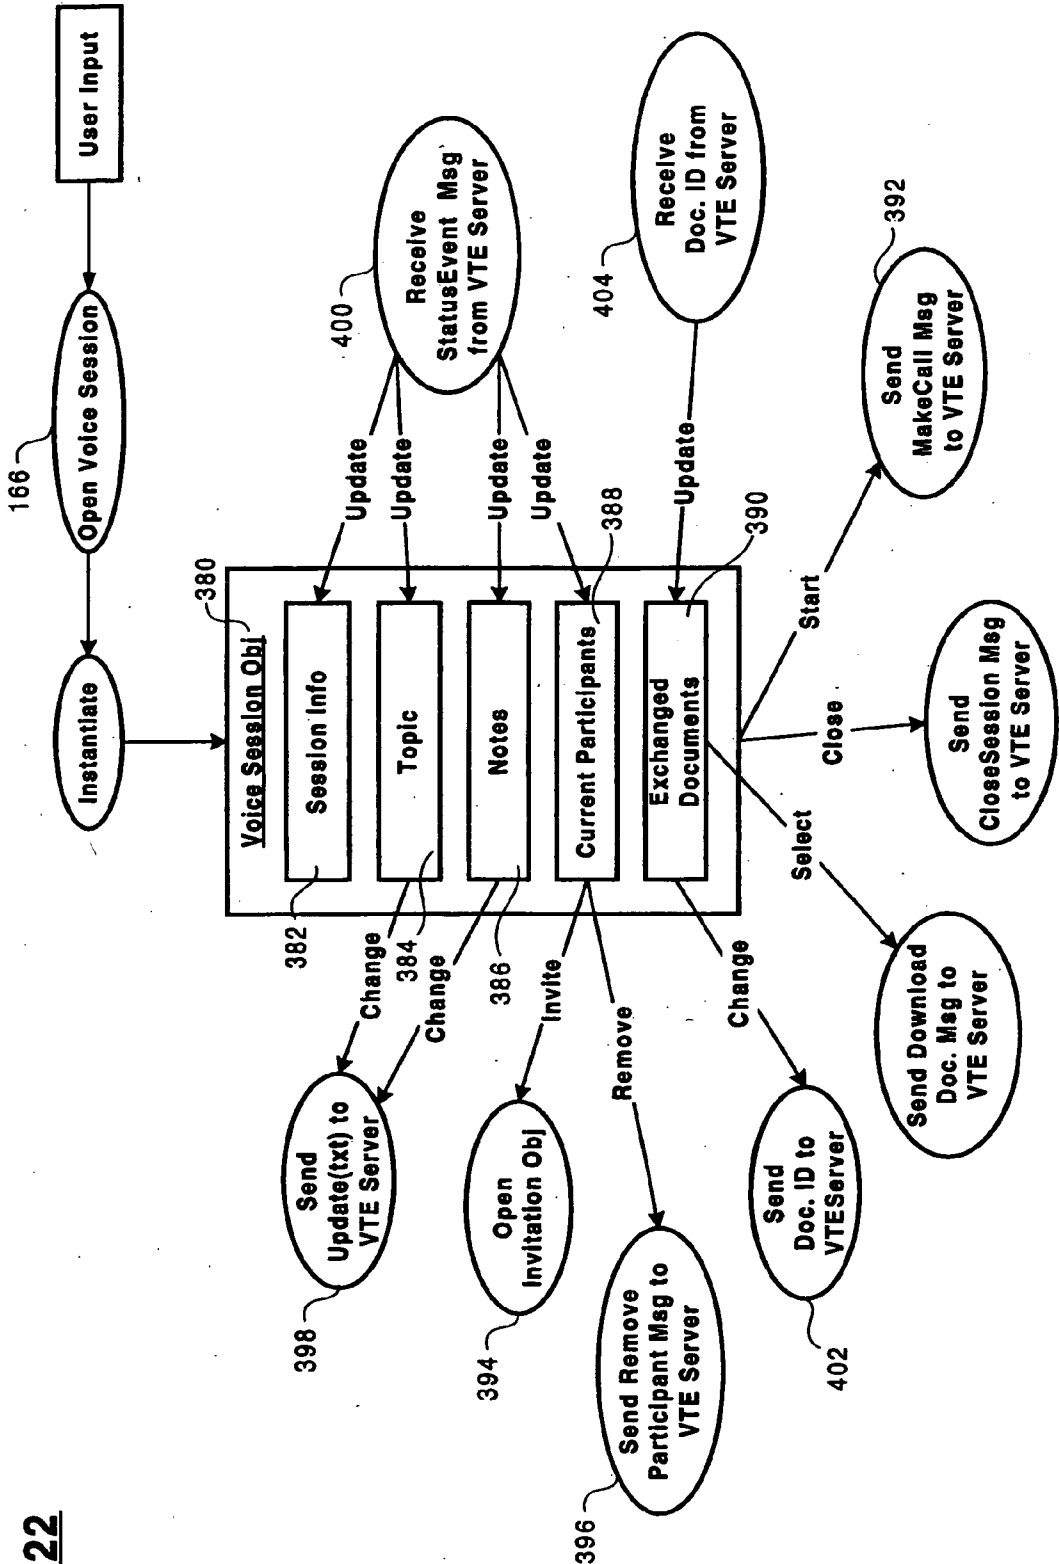 22
User Input
166
Open Voice Session
Instantiate
380
Voice Session Obj
Session Info
Topic
Notes
Current Participants
Exchanged
Documents
382
384
386
388
390
Update
Update
Update
Update
Update
400
Receive
StatusEvent Msg
from VTE Server
404
Receive
Doc. ID from
VTE Server
Change
Change
Invite
Remove
Change
Select
Close
Start
398
Send
Update(txt) to
VTE Server
394
Open
Invitation Obj
396
Send Remove
Participant Msg to
VTE Server
402
Send
Doc. ID to
VTEServer
Send Download
Doc. Msg to
VTE Server
Send
CloseSession Msg
to VTE Server
392
Send
MakeCall Msg
to VTE Server